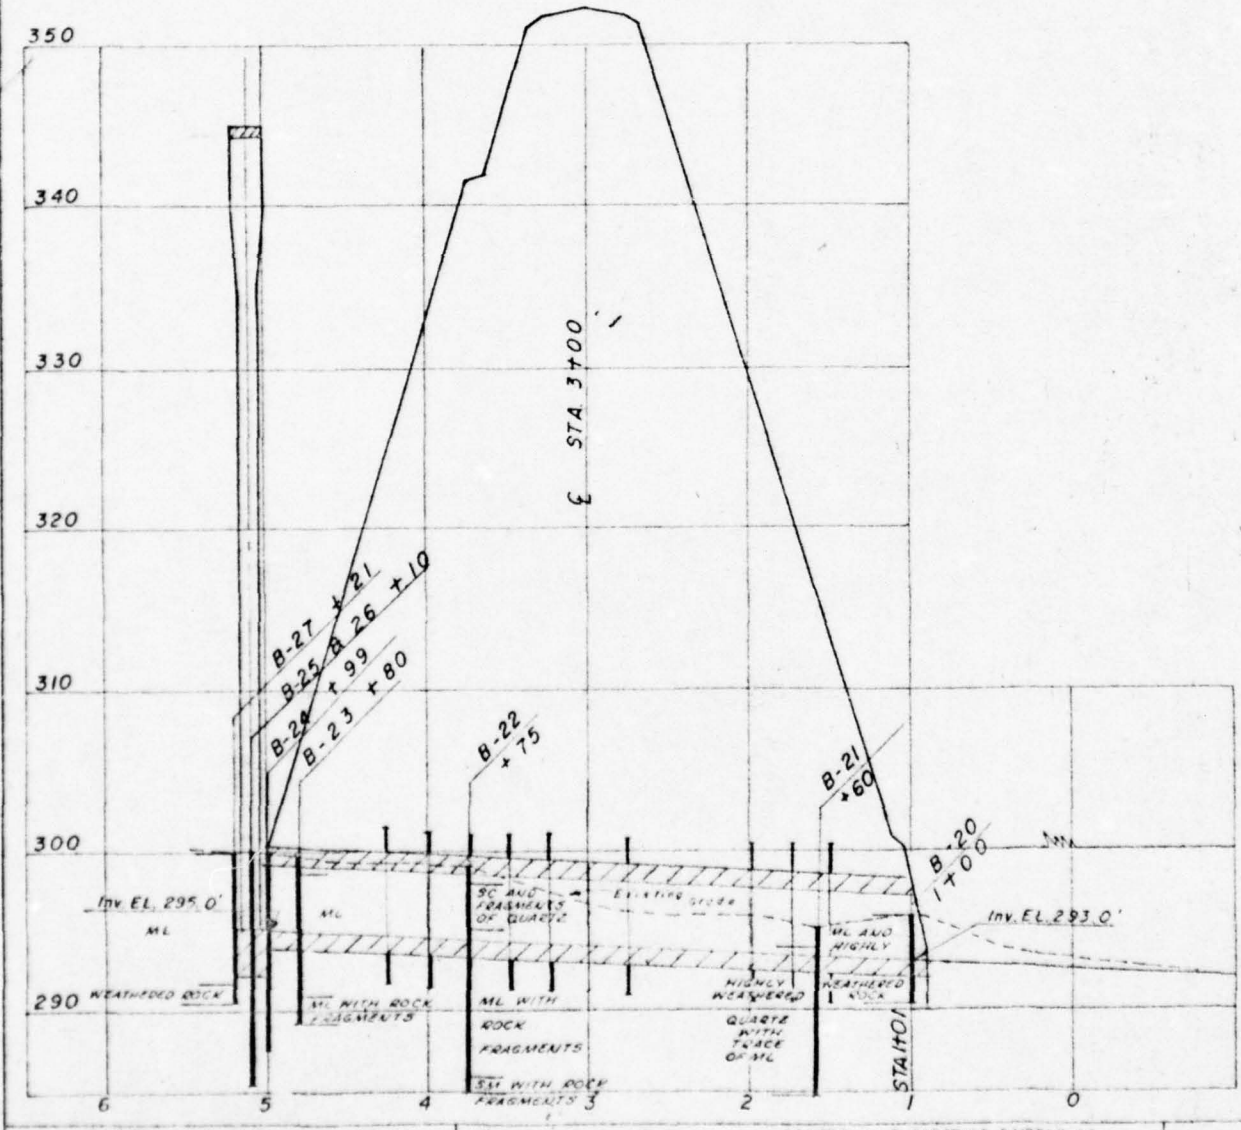 350
340
330
320
310
300
290
STA. 3+00
B-27 + 21
B-25 & 26 + 10
B-24 + 99
B-23 + 80
B-22
+ 75
B-21
+60
B-20
1+00
Inv. EL. 295.0'
ML
WEATHERED ROCK
ML
ML WITH ROCK
FRAGMENTS
SC AND
FRAGMENTS
OF QUARTZ
Existing Grade
ML WITH
ROCK
FRAGMENTS
SM WITH ROCK
FRAGMENTS
HIGHLY
WEATHERED
QUARTZ
WITH
TRACE
OF ML
ML AND
HIGHLY
WEATHERED
ROCK
Inv. EL. 293.0'
STA 1+01
6 5 4 3 2 1 0